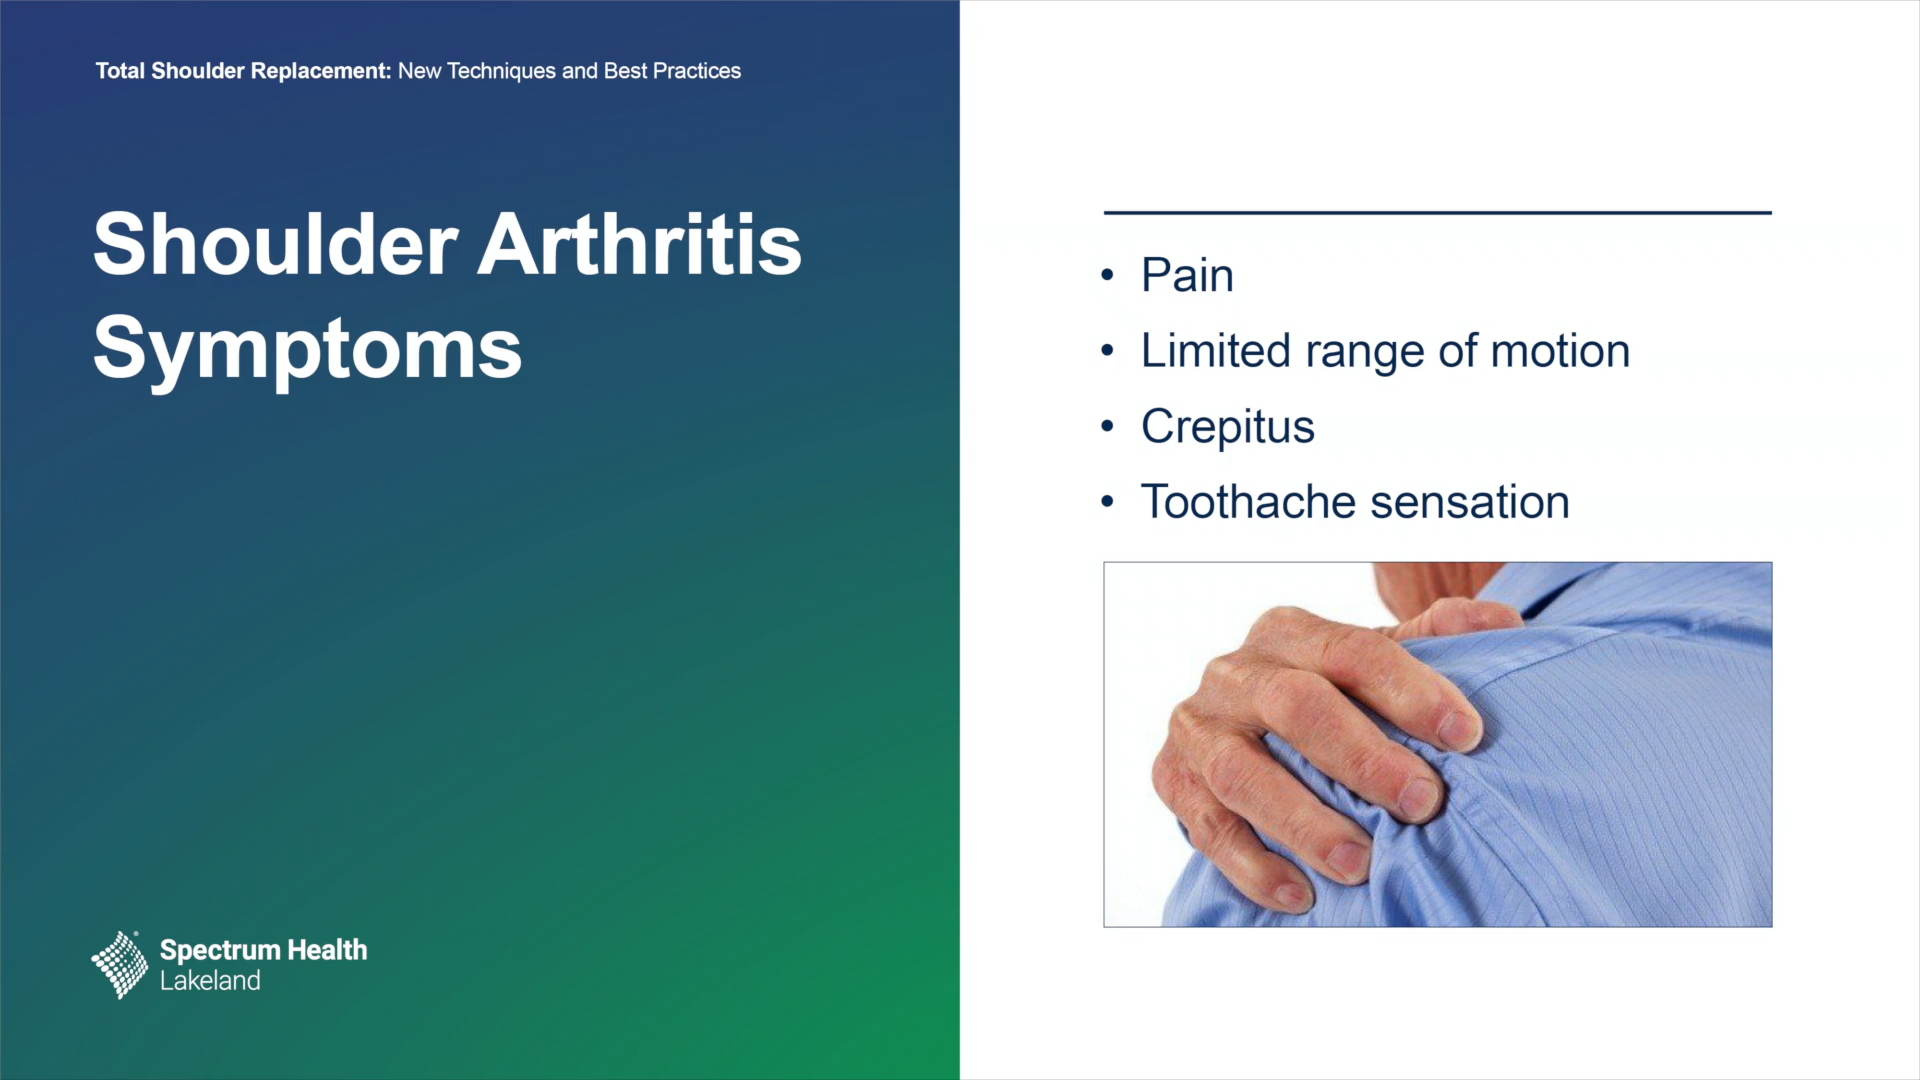 Total Shoulder Replacement: New Techniques and Best Practices
Shoulder Arthritis
Symptoms
• Pain
• Limited range of motion
• Crepitus
• Toothache sensation
Spectrum Health
Lakeland